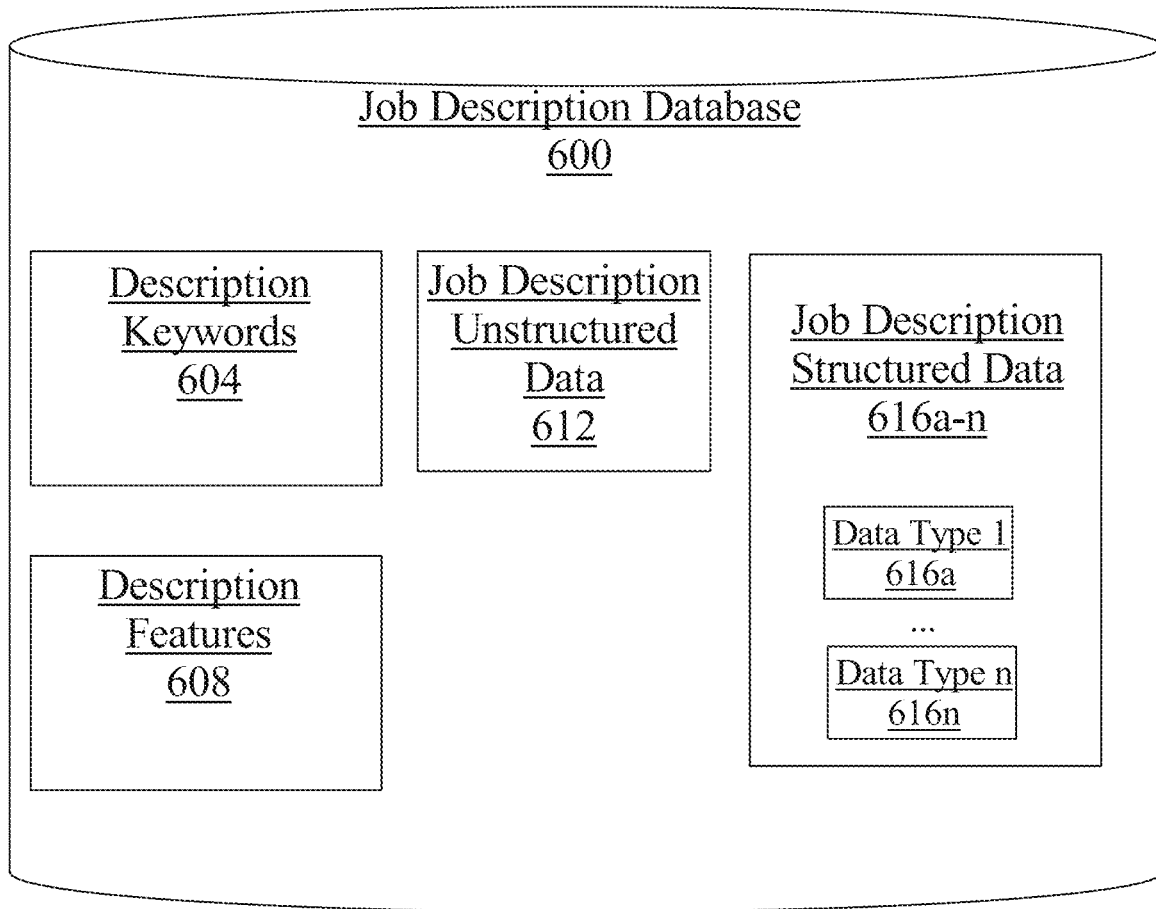 Job Description Database
600
Description
Keywords
604
Job Description
Unstructured
Data
612
Job Description
Structured Data
616a-n
Data Type 1
616a
...
Data Type n
616n
Description
Features
608